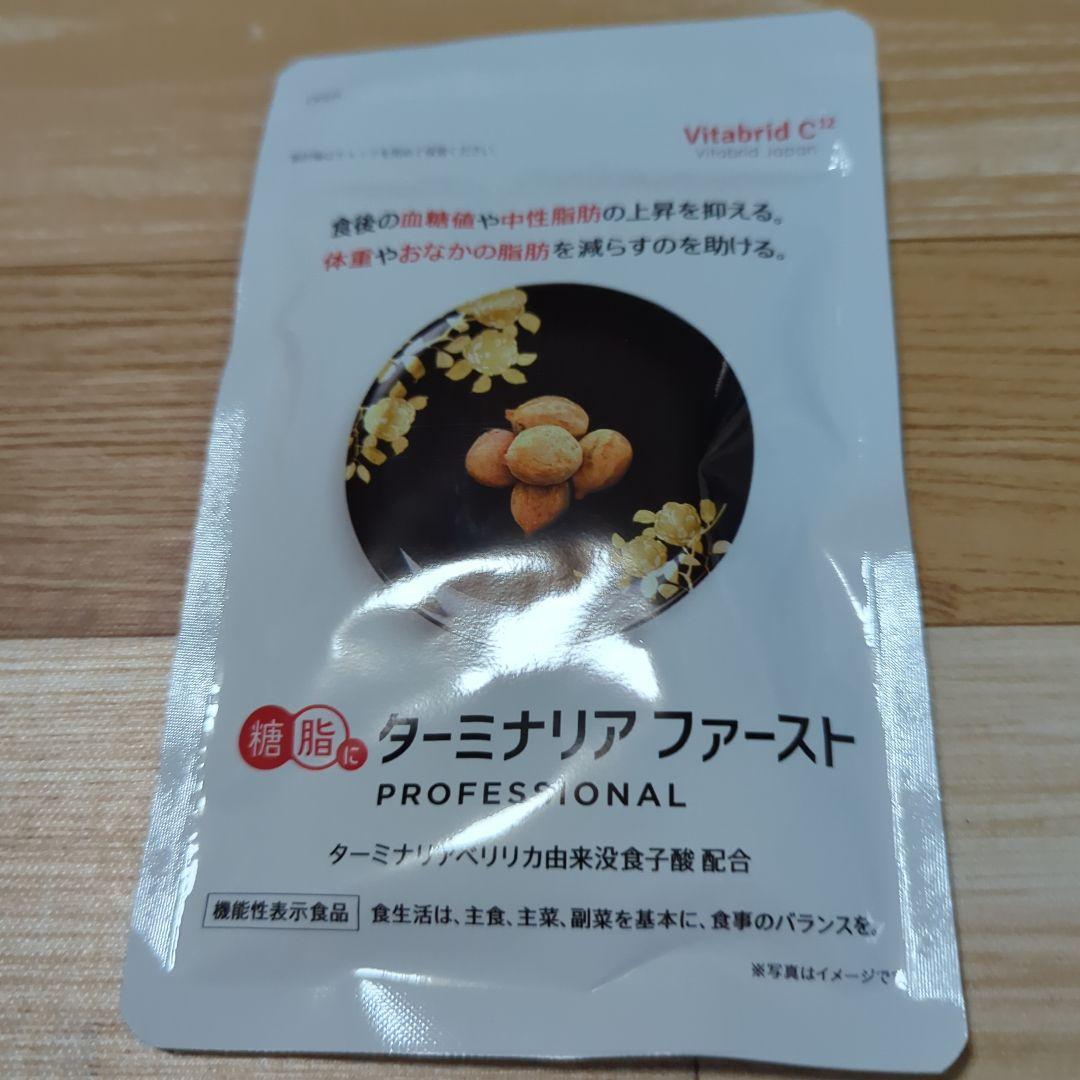 Vitabrid C¹²
Vitabrid Japan
食後の血糖値や中性脂肪の上昇を抑える。
体重やおなかの脂肪を減らすのを助ける。
糖 脂 に ターミナリア ファースト
PROFESSIONAL
ターミナリアベリリカ由来没食子酸 配合
機能性表示食品 食生活は、主食、主菜、副菜を基本に、食事のバランスを。
※写真はイメージで